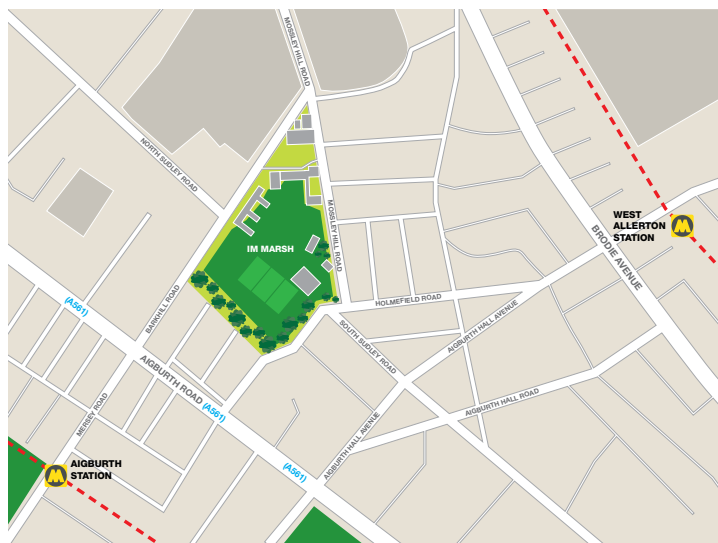 MOSSLEY HILL ROAD
NORTH SUDLEY ROAD
MOSSLEY HILL ROAD
WEST
ALLERTON
STATION
M
BRODIE AVENUE
IM MARSH
BARKHILL ROAD
HOLMEFIELD ROAD
(A561)
SOUTH SUDLEY ROAD
AIGBURTH HALL AVENUE
AIGBURTH ROAD (A561)
MERSEY ROAD
AIGBURTH HALL ROAD
AIGBURTH HALL AVENUE
(A561)
M
AIGBURTH
STATION